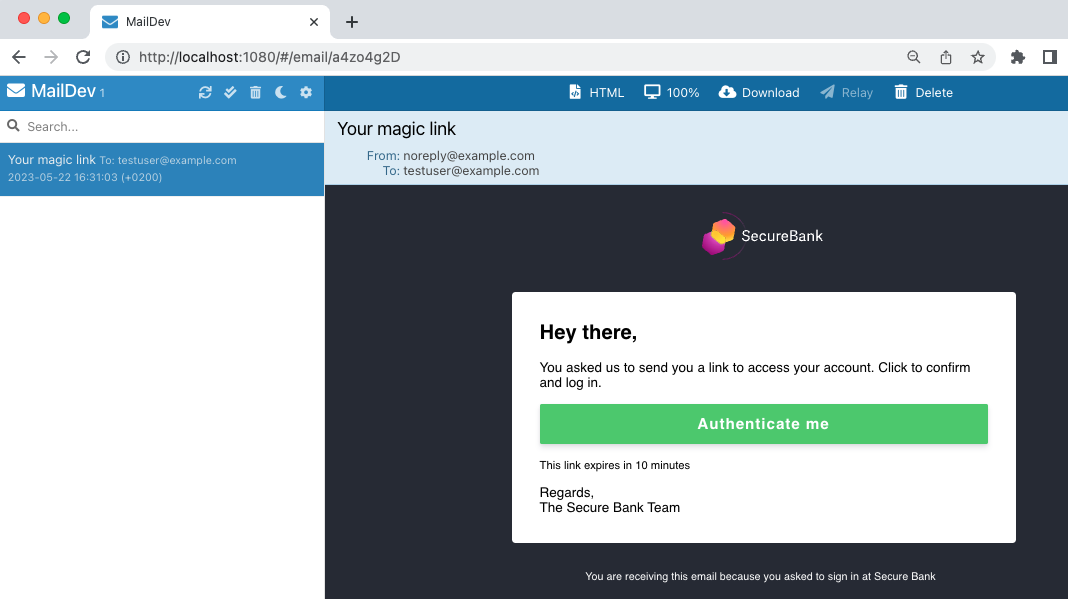 MailDev
http://localhost:1080/#/email/a4zo4g2D
MailDev 1
HTML 100% Download Relay Delete
Search...
Your magic link To: testuser@example.com
2023-05-22 16:31:03 (+0200)
Your magic link
From: noreply@example.com
To: testuser@example.com
SecureBank
Hey there,
You asked us to send you a link to access your account. Click to confirm
and log in.
Authenticate me
This link expires in 10 minutes
Regards,
The Secure Bank Team
You are receiving this email because you asked to sign in at Secure Bank